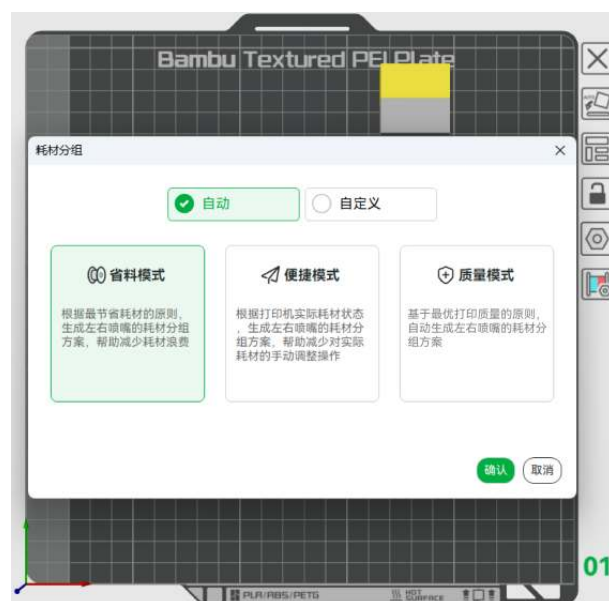 Bambu Textured PEI Plate
耗材分组
自动
自定义
省料模式
便捷模式
质量模式
根据最节省耗材的原则，
生成左右喷嘴的耗材分组
方案，帮助减少耗材浪费
根据打印机实际耗材状态
，生成左右喷嘴的耗材分
组方案，帮助减少对实际
耗材的手动调整操作
基于最优打印质量的原则，
自动生成左右喷嘴的耗材分
组方案
确认
取消
01
PLA/ABS/PETG
HOT
SURFACE